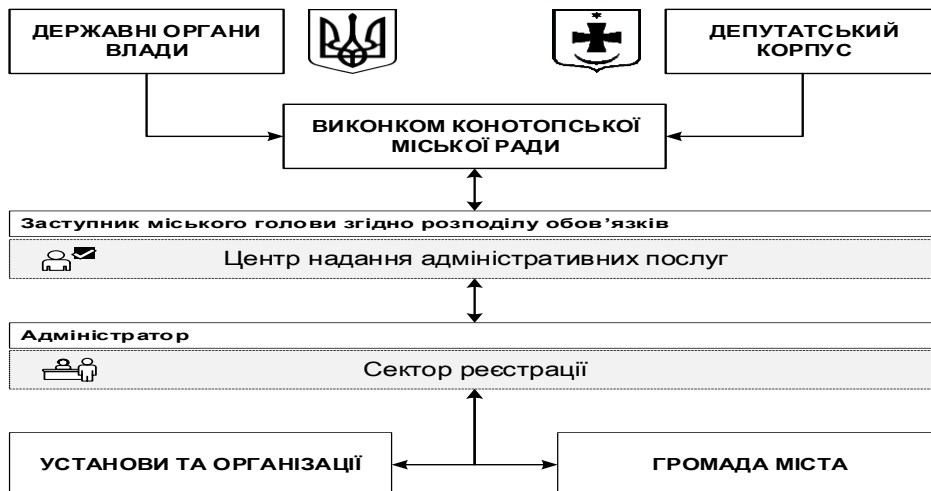 ДЕРЖАВНІ ОРГАНИ
ВЛАДИ
ДЕПУТАТСЬКИЙ
КОРПУС
ВИКОНКОМ КОНОТОПСЬКОЇ
МІСЬКОЇ РАДИ
Заступник міського голови згідно розподілу обов’язків
Центр надання адміністративних послуг
Адміністратор
Сектор реєстрації
УСТАНОВИ ТА ОРГАНІЗАЦІЇ
ГРОМАДА МІСТА